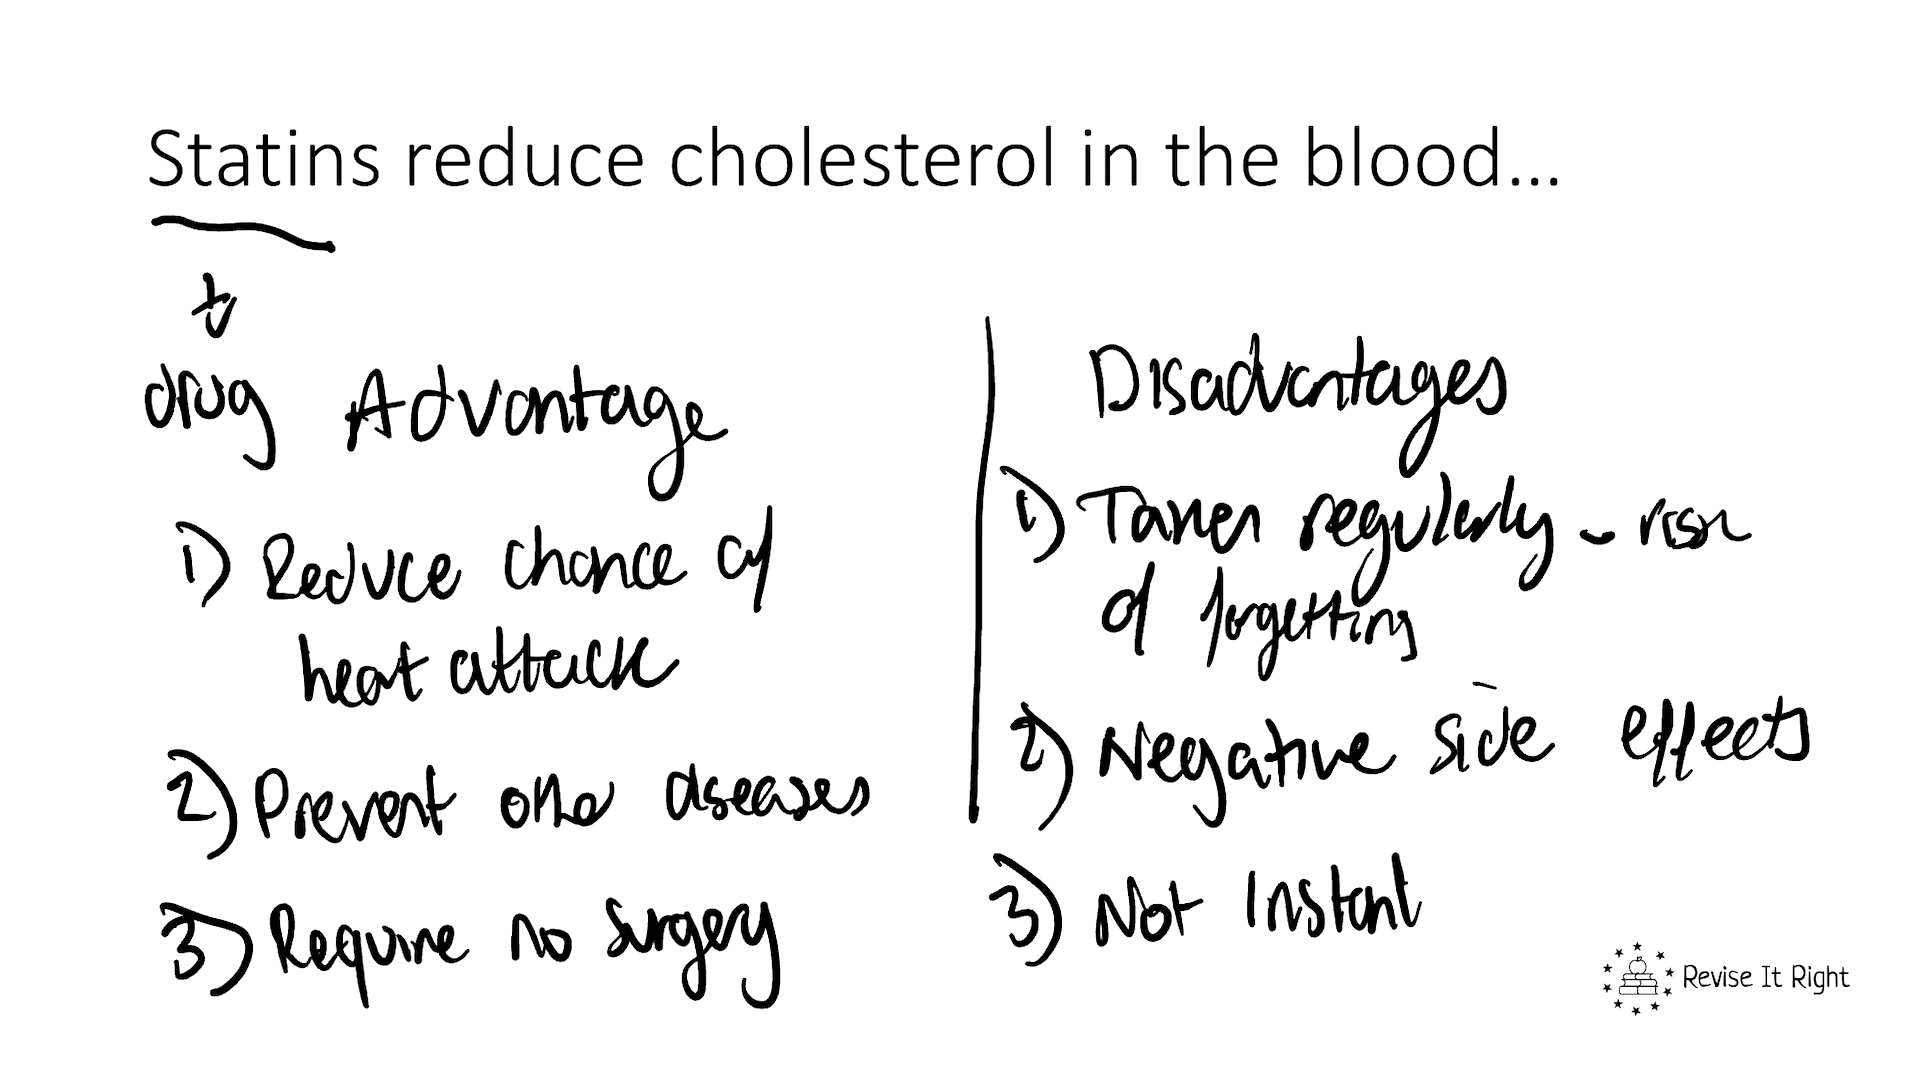 Statins reduce cholesterol in the blood...
drug
Advantage
1) Reduce chance of
heat attack
2) Prevent other diseases
3) Require no surgery
Disadvantages
1) Taken regularly - risk
of forgetting
2) Negative side effects
3) Not instant
Revise It Right